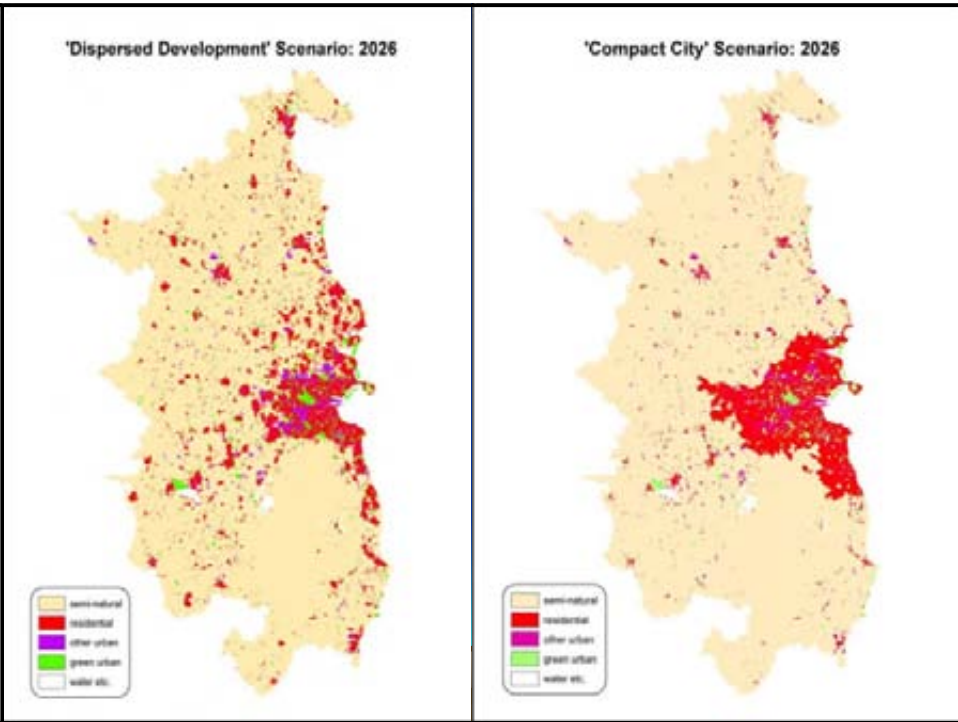 'Dispersed Development' Scenario: 2026
semi-natural
residential
other urban
green urban
water etc.
'Compact City' Scenario: 2026
semi-natural
residential
other urban
green urban
water etc.